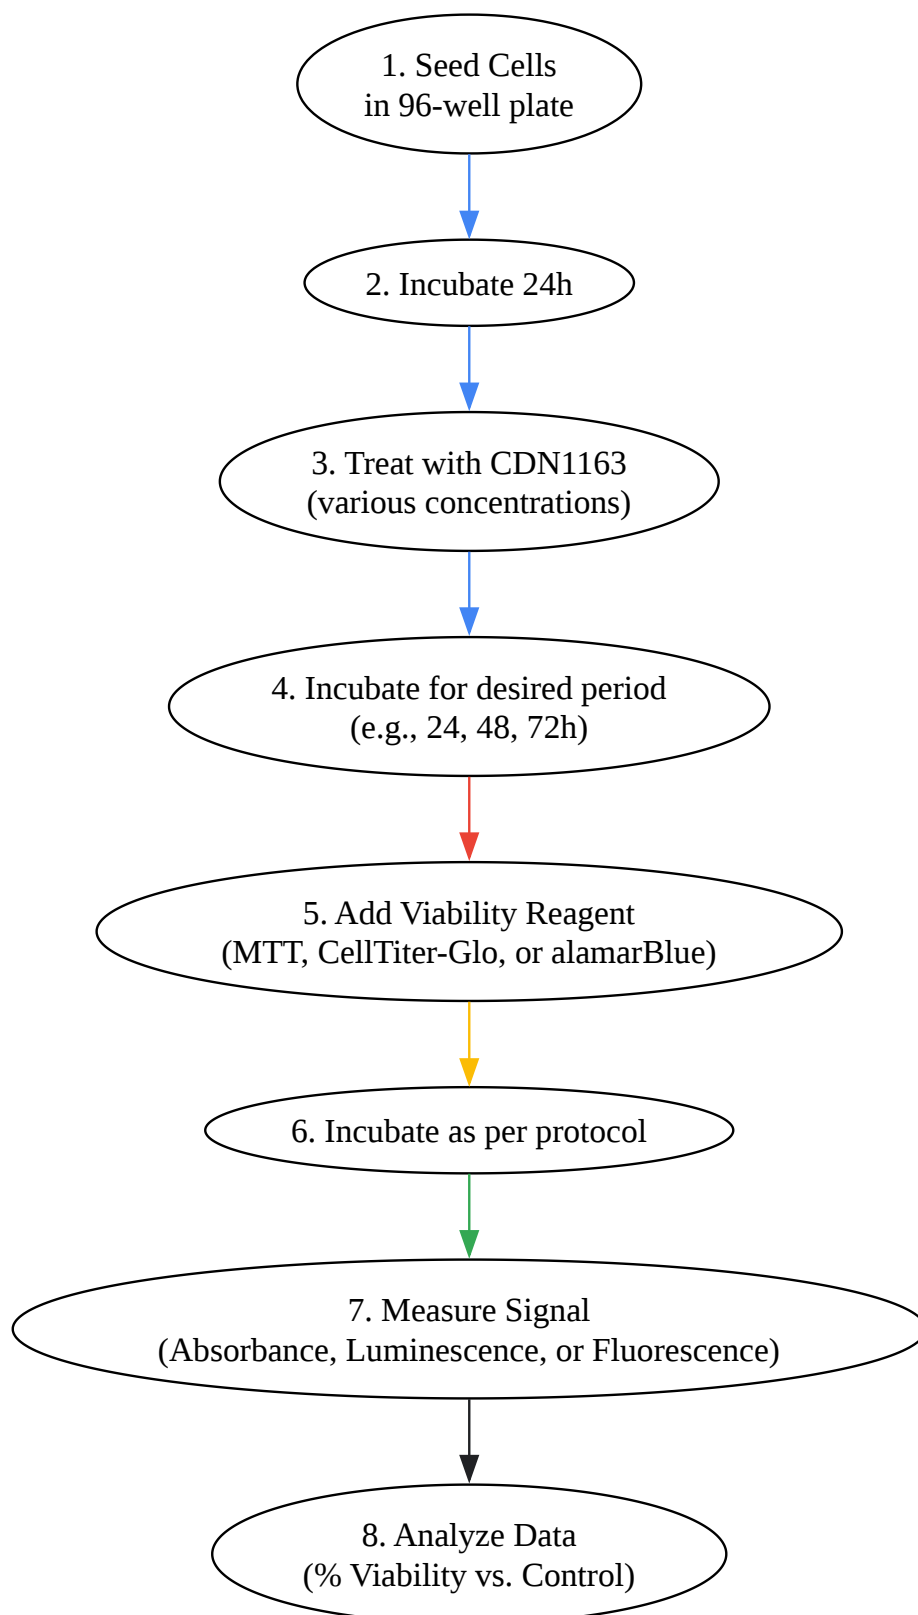 1. Seed Cells
in 96-well plate
2. Incubate 24h
3. Treat with CDN1163
(various concentrations)
4. Incubate for desired period
(e.g., 24, 48, 72h)
5. Add Viability Reagent
(MTT, CellTiter-Glo, or alamarBlue)
6. Incubate as per protocol
7. Measure Signal
(Absorbance, Luminescence, or Fluorescence)
8. Analyze Data
(% Viability vs. Control)